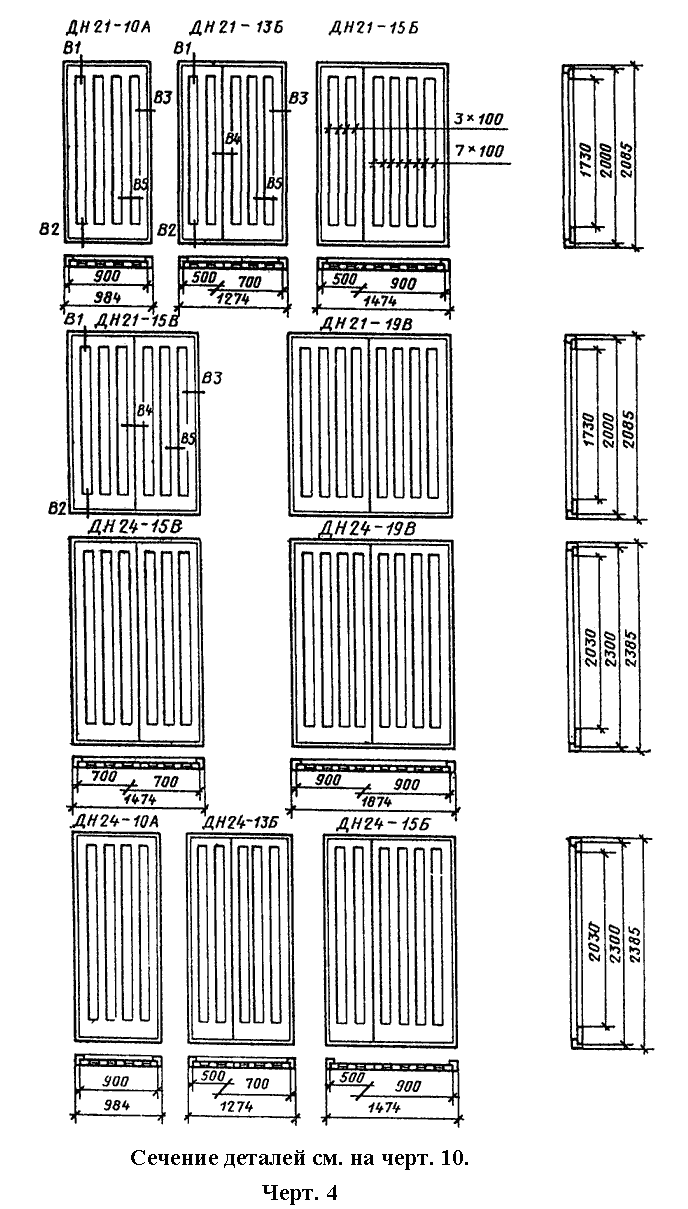 ДН21-10А ДН21-13Б ДН21-15Б
В1 В1
В3 В3
3×100
В4
7×100
В5 В5
В2 В2
1730 2000 2085
900 500 700 500 900
984 1274 1474
В1 ДН21-15В ДН21-19В
В3
В4
В5
1730 2000 2085
В2
ДН24-15В ДН24-19В
2030 2300 2385
700 700 900 900
1474 1874
ДН24-10А ДН24-13Б ДН24-15Б
2030 2300 2385
900 500 700 500 900
984 1274 1474
Сечение деталей см. на черт. 10.
Черт. 4